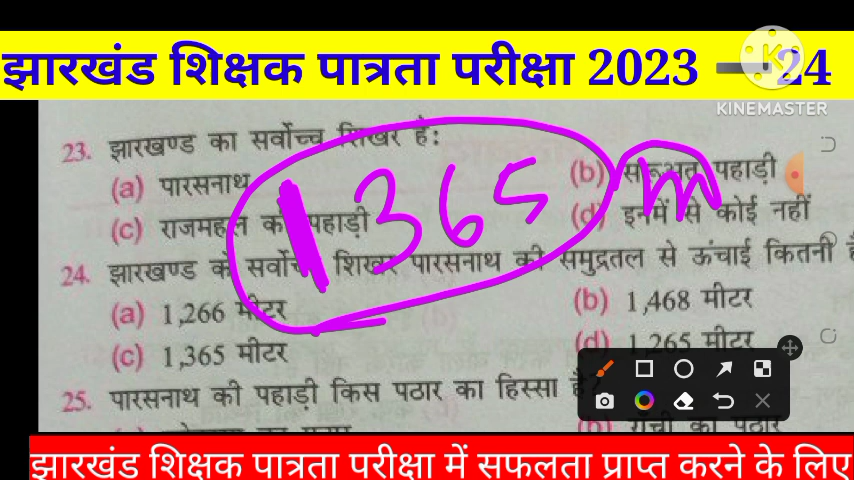 झारखंड शिक्षक पात्रता परीक्षा 2023 —24
KINEMASTER
23. झारखण्ड का सर्वोच्च शिखर है:
(a) पारसनाथ
(b) सारूअत पहाड़ी
(c) राजमहल की पहाड़ी
(d) इनमें से कोई नहीं
1365 m
24. झारखण्ड के सर्वोच्च शिखर पारसनाथ की समुद्रतल से ऊंचाई कितनी है
(a) 1,266 मीटर
(b) 1,468 मीटर
(c) 1,365 मीटर
(d) 1,265 मीटर
25. पारसनाथ की पहाड़ी किस पठार का हिस्सा है?
(b) राँची का पठार
झारखंड शिक्षक पात्रता परीक्षा में सफलता प्राप्त करने के लिए